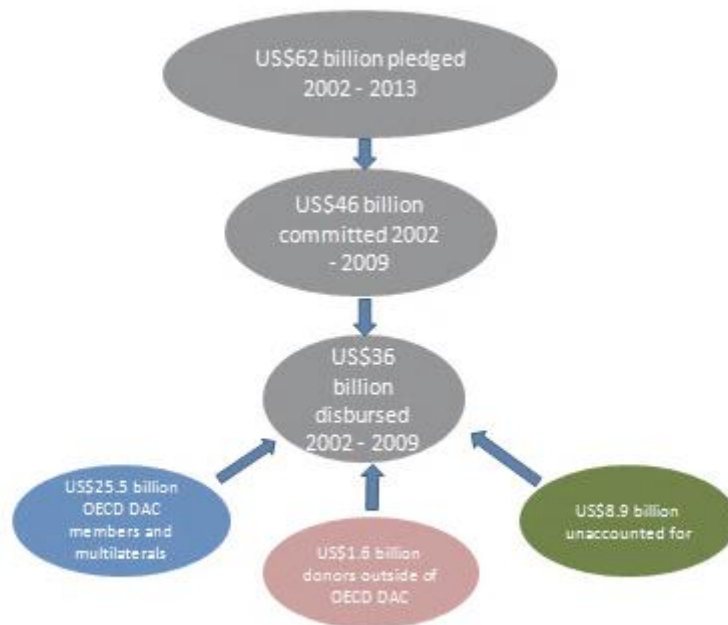 US$62 billion pledged
2002 - 2013
US$46 billion
committed 2002
- 2009
US$36
billion
disbursed
2002 - 2009
US$25.5 billion
OECD DAC
members and
multilaterals
US$1.6 billion
donors outside of
OECD DAC
US$8.9 billion
unaccounted for